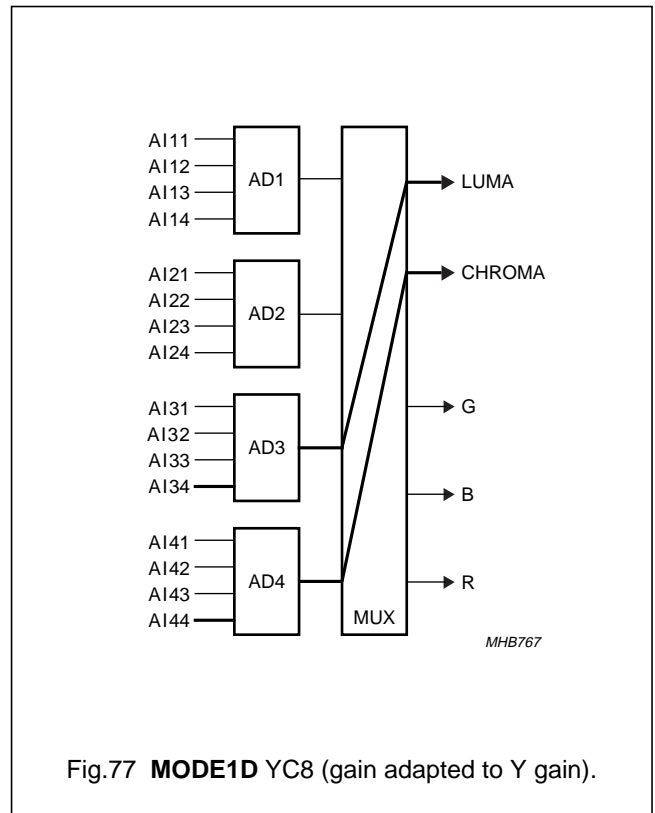 AI11
AI12
AI13
AI14
AD1
AI21
AI22
AI23
AI24
AD2
AI31
AI32
AI33
AI34
AD3
AI41
AI42
AI43
AI44
AD4
MUX
LUMA
CHROMA
G
B
R
MHB767
Fig.77 MODE1D YC8 (gain adapted to Y gain).